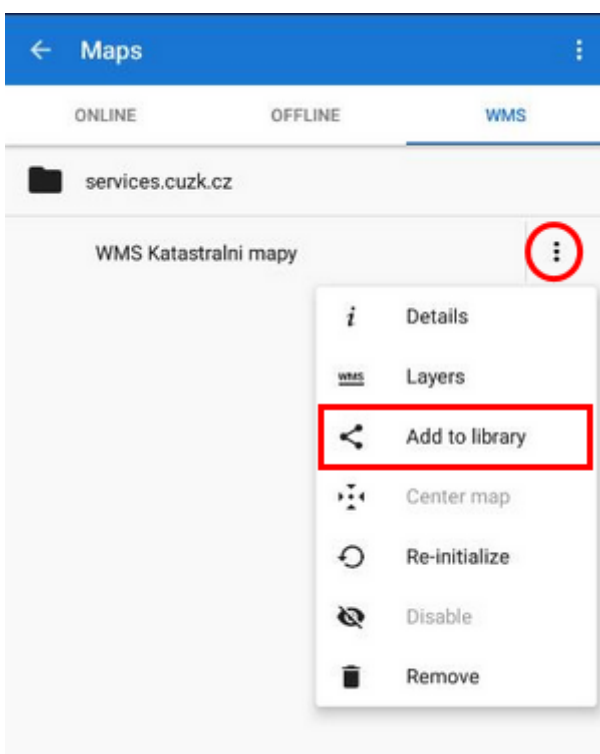 Maps
ONLINE OFFLINE WMS
services.cuzk.cz
WMS Katastralni mapy
Details
WMS Layers
Add to library
Center map
Re-initialize
Disable
Remove